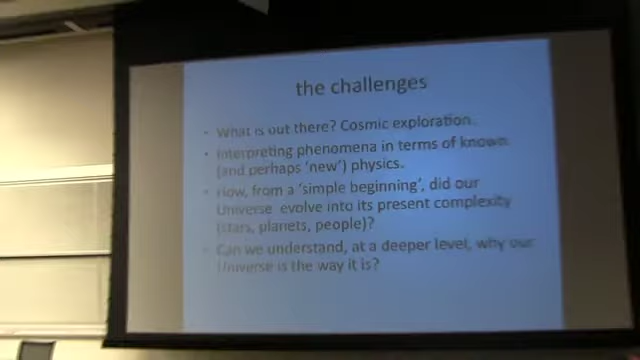 the challenges
• What is out there? Cosmic exploration.
• Interpreting phenomena in terms of known
(and perhaps 'new') physics.
• How, from a 'simple beginning', did our
Universe evolve into its present complexity
(stars, planets, people)?
• Can we understand, at a deeper level, why our
Universe is the way it is?